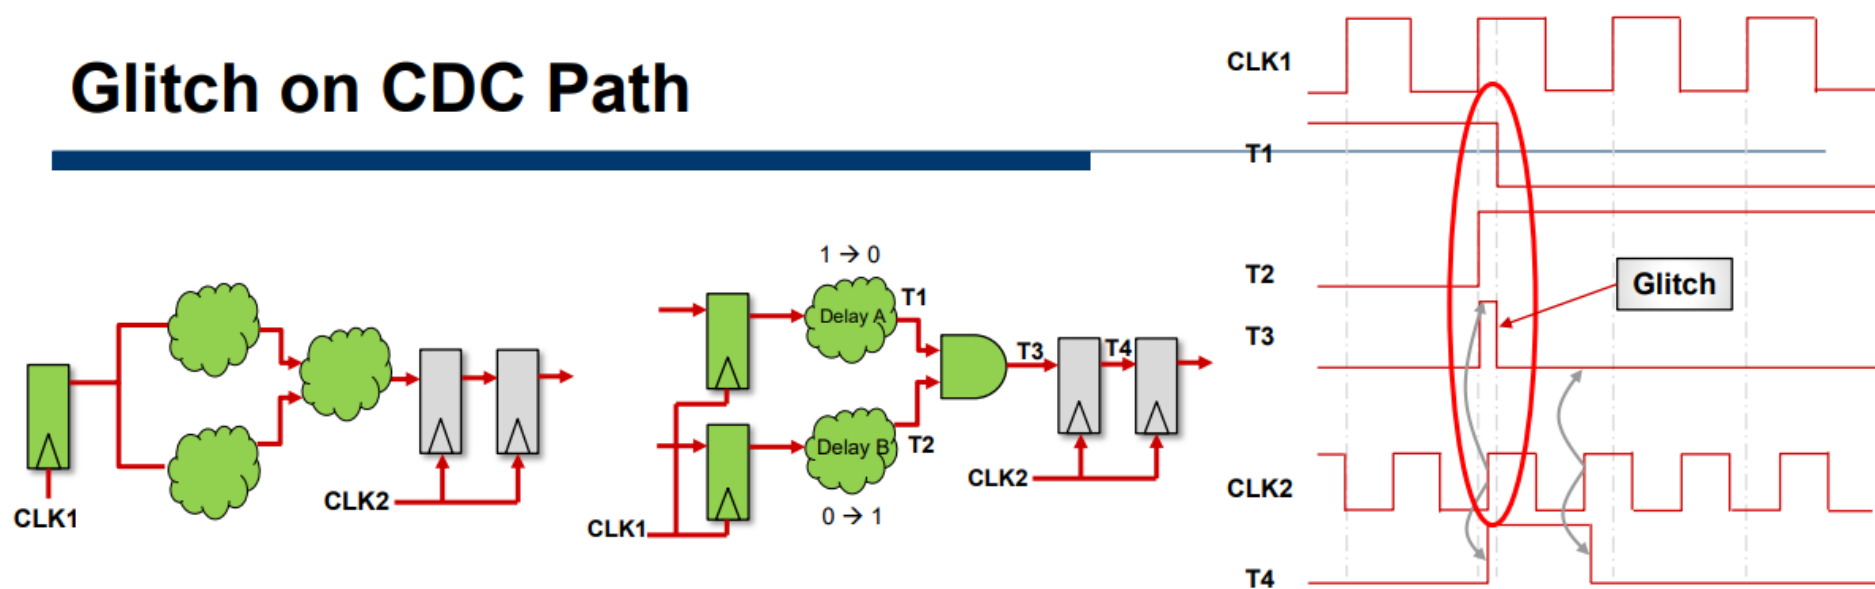 Glitch on CDC Path
CLK1
CLK2
1 → 0
Delay A
T1
T3
T4
Delay B
T2
CLK2
CLK1
0 → 1
CLK1
T1
T2
Glitch
T3
CLK2
T4